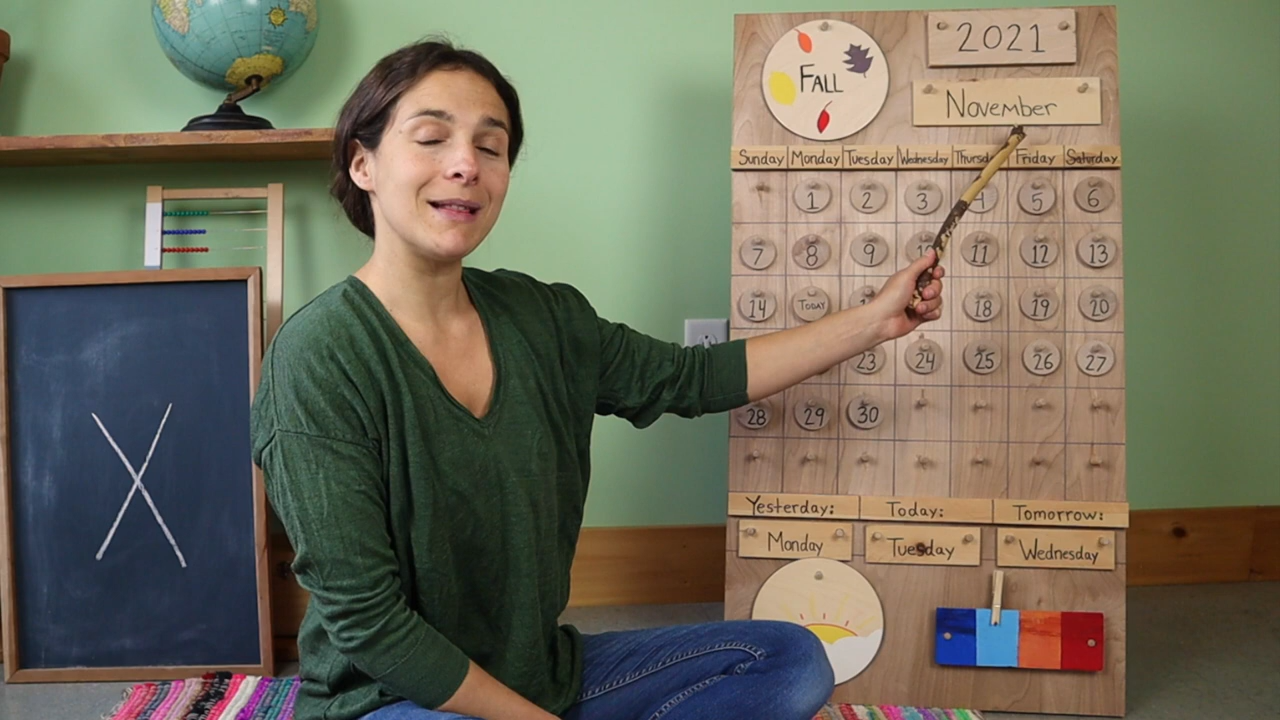 FALL
2021
November
Sunday Monday Tuesday Wednesday Thursday Friday Saturday
1 2 3 4 5 6
7 8 9 10 11 12 13
14 TODAY 18 19 20
23 24 25 26 27
28 29 30
Yesterday: Today: Tomorrow:
Monday Tuesday Wednesday
X